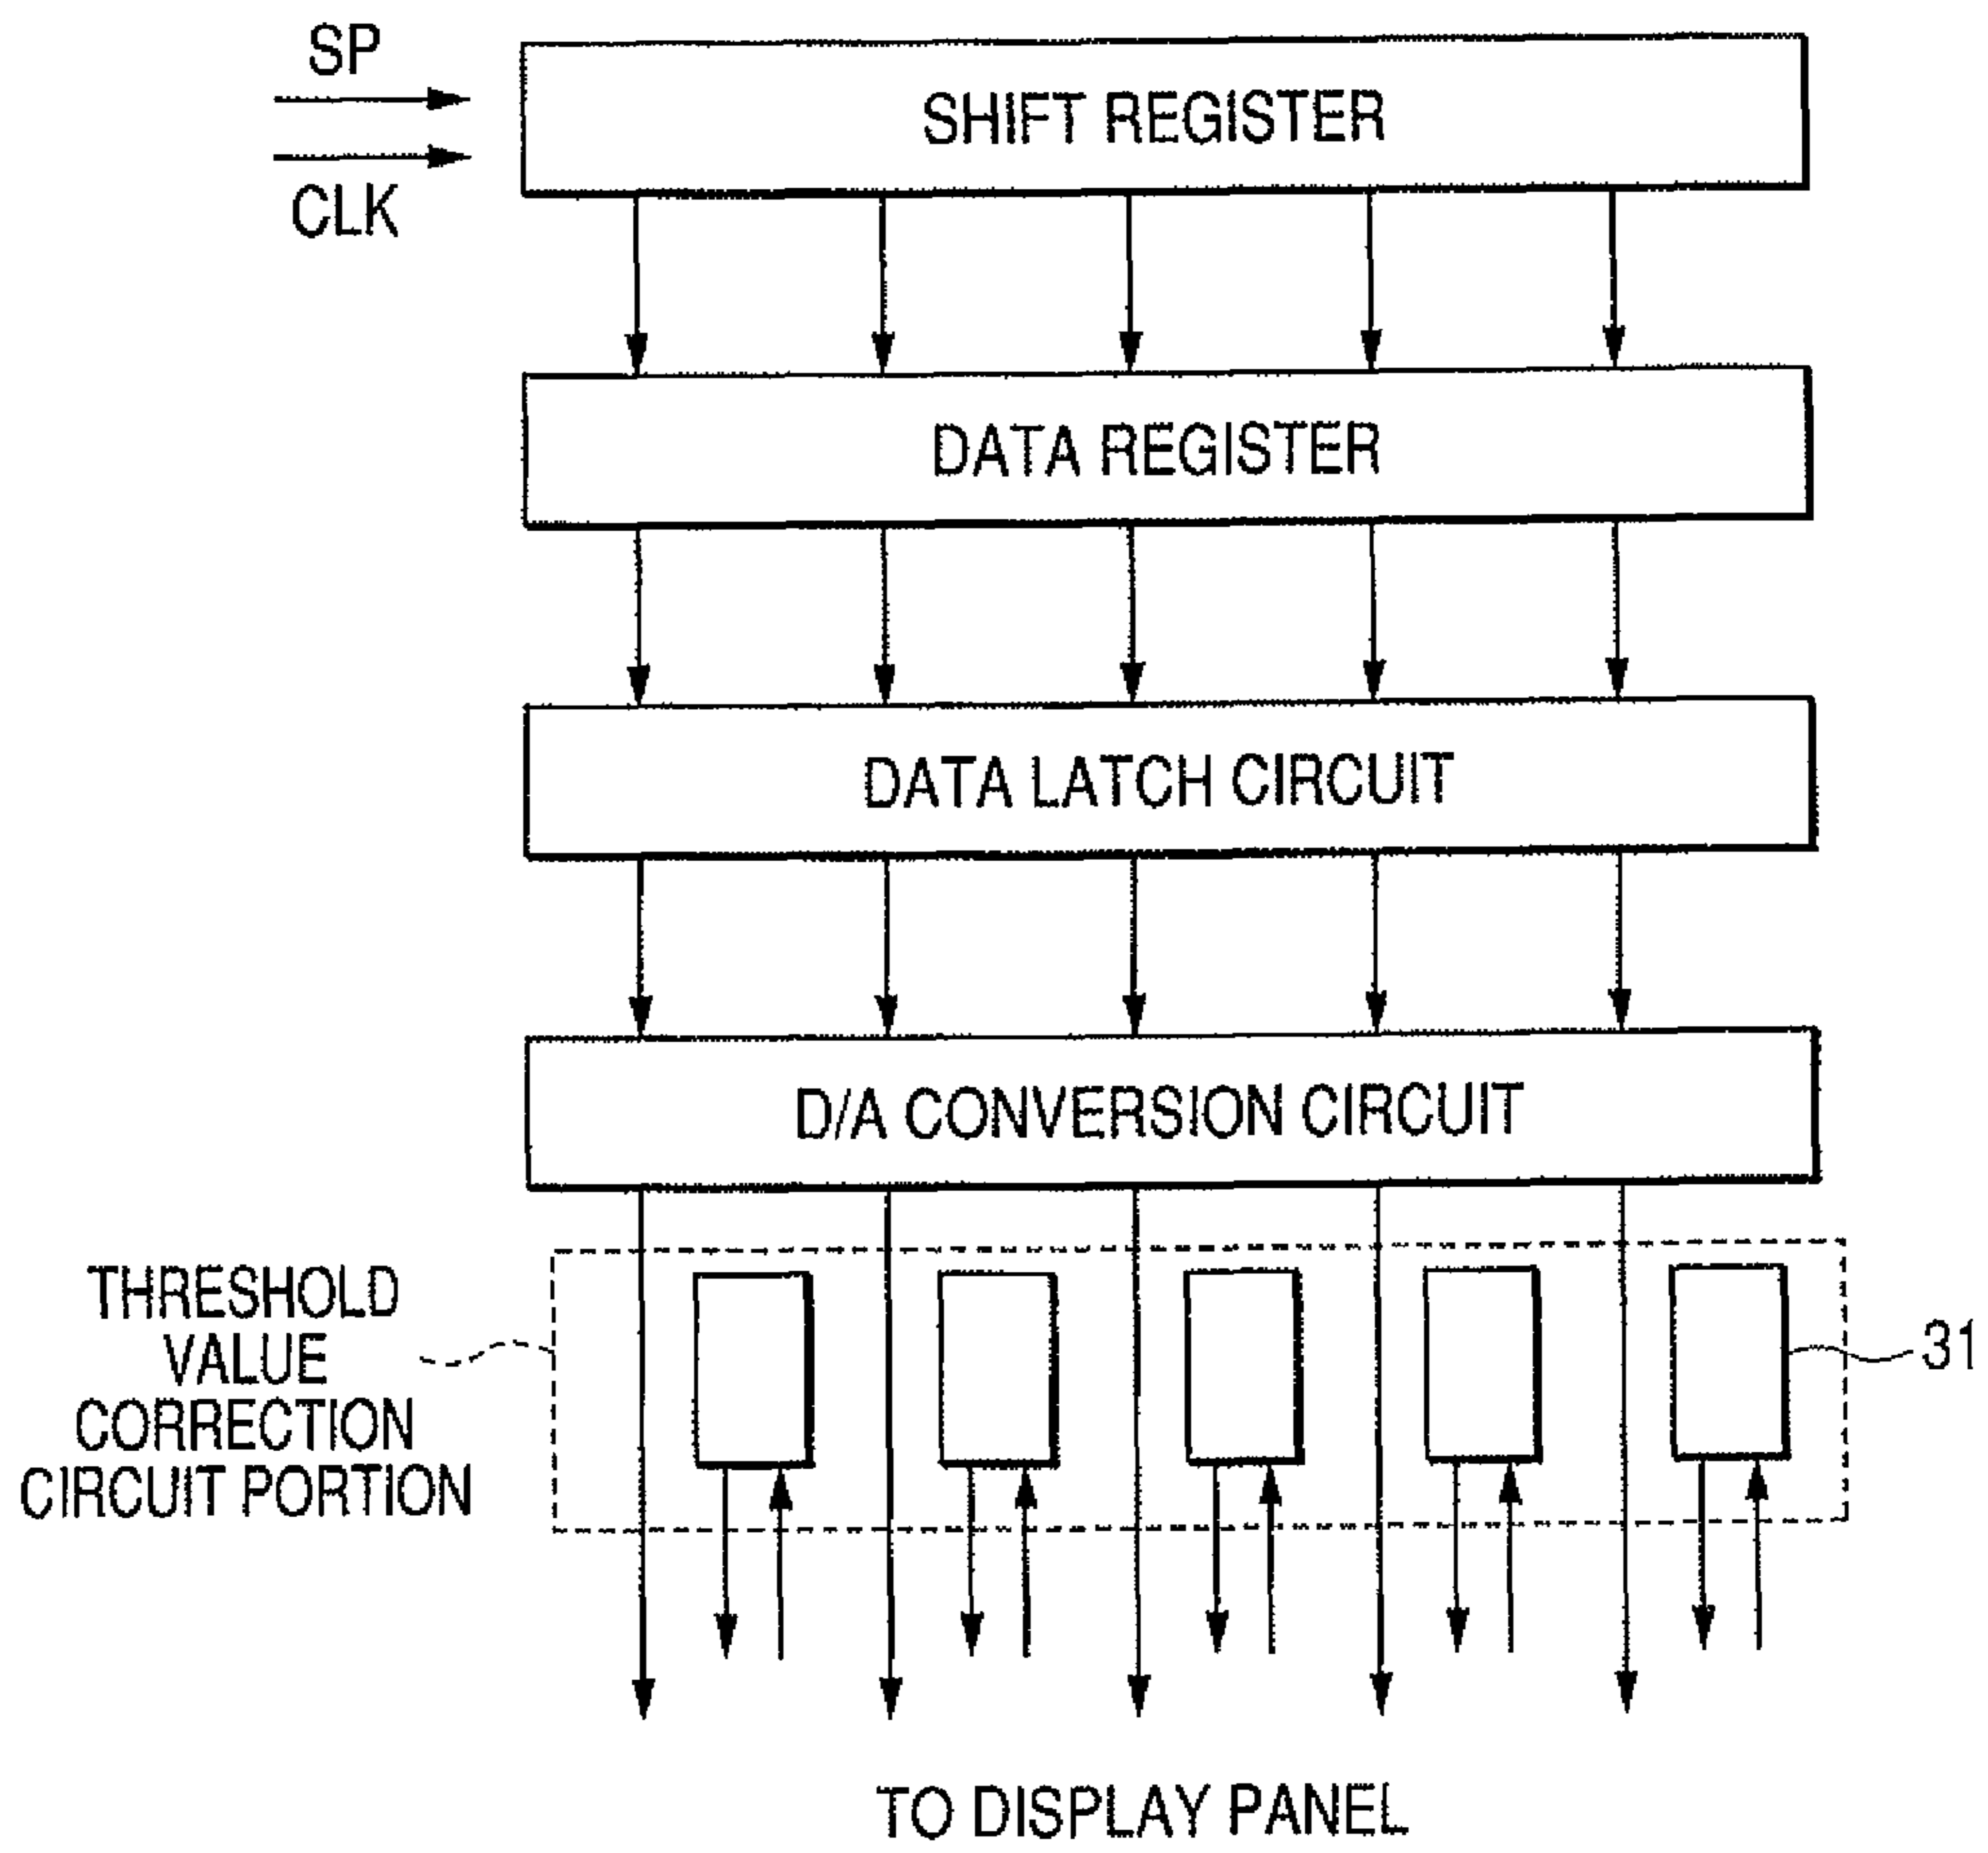 SP
CLK
SHIFT REGISTER
DATA REGISTER
DATA LATCH CIRCUIT
D/A CONVERSION CIRCUIT
THRESHOLD
VALUE
CORRECTION
CIRCUIT PORTION
31
TO DISPLAY PANEL